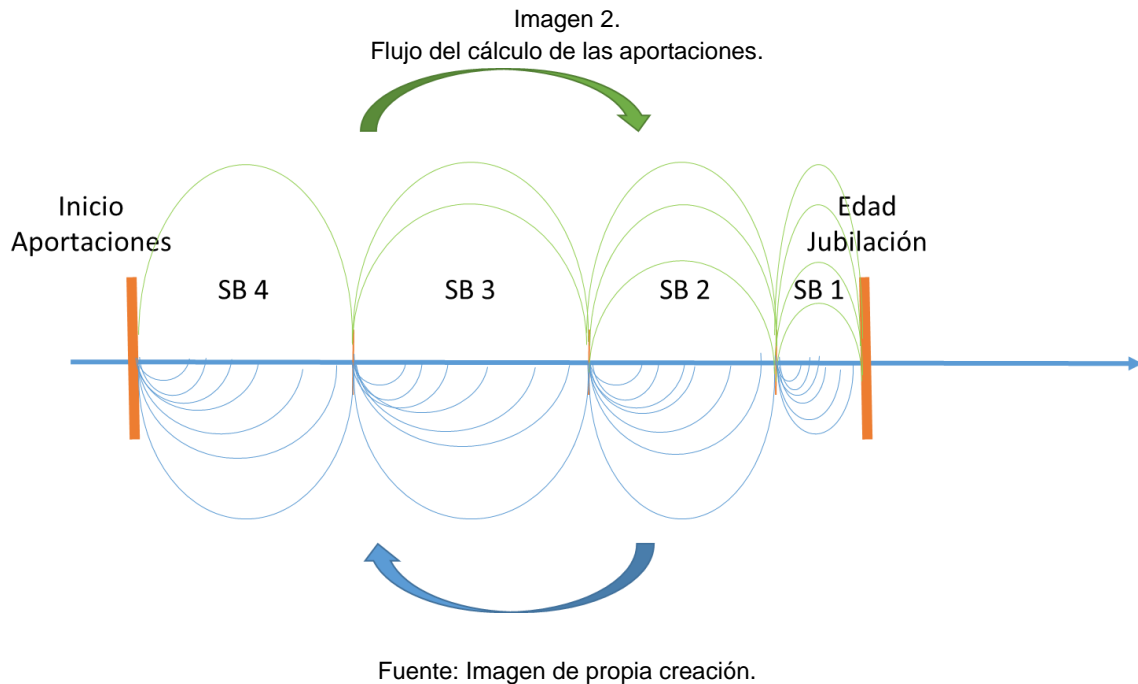 Imagen 2.
Flujo del cálculo de las aportaciones.
Inicio
Aportaciones
Edad
Jubilación
SB 4
SB 3
SB 2
SB 1
Fuente: Imagen de propia creación.